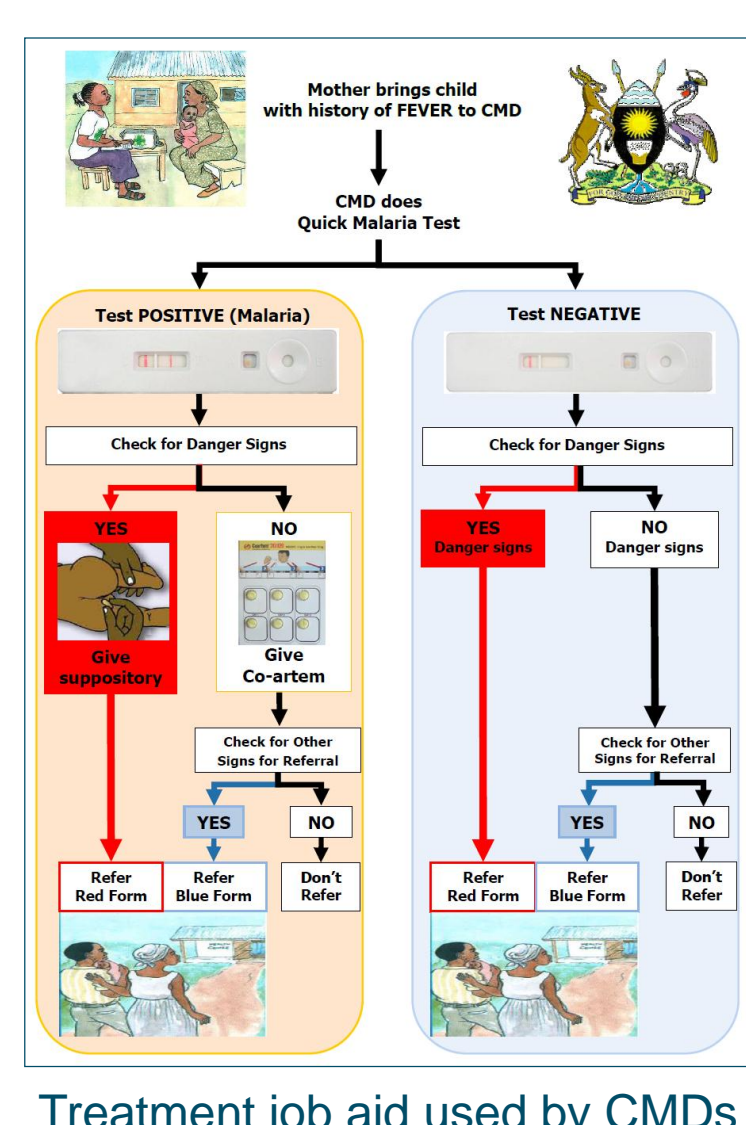 Mother brings child
with history of FEVER to CMD
CMD does
Quick Malaria Test
Test POSITIVE (Malaria)
Check for Danger Signs
YES
Give
suppository
NO
Give
Co-artem
Check for Other
Signs for Referral
YES
NO
Refer
Red Form
Refer
Blue Form
Don't
Refer
HEALTH
CENTRE
Test NEGATIVE
Check for Danger Signs
YES
Danger signs
NO
Danger signs
Check for Other
Signs for Referral
YES
NO
Refer
Red Form
Refer
Blue Form
Don't
Refer
Treatment job aid used by CMDs